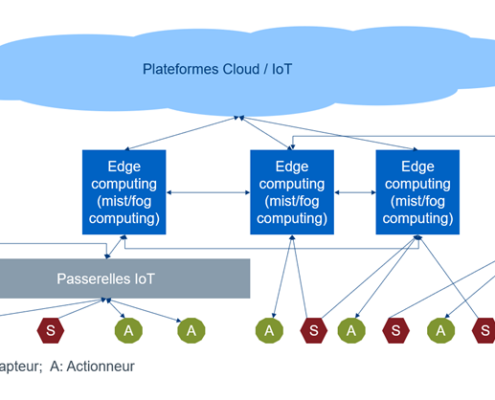 Plateformes Cloud / IoT
Edge
computing
(mist/fog
computing)
Edge
computing
(mist/fog
computing)
Edge
computing
(mist/fog
computing)
Passerelles IoT
S
A
A
A
S
A
S
A
S
apteur; A: Actionneur